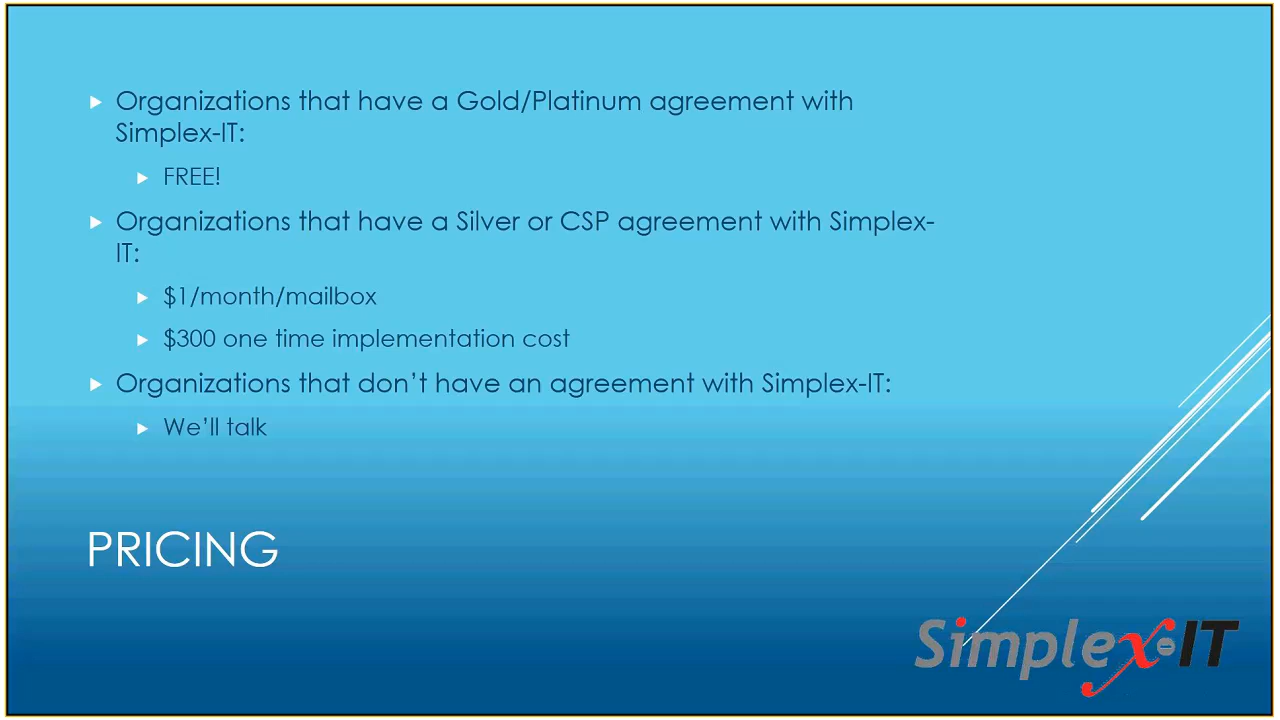 Organizations that have a Gold/Platinum agreement with
Simplex-IT:
FREE!
Organizations that have a Silver or CSP agreement with Simplex-
IT:
$1/month/mailbox
$300 one time implementation cost
Organizations that don't have an agreement with Simplex-IT:
We'll talk
PRICING
Simplex-IT